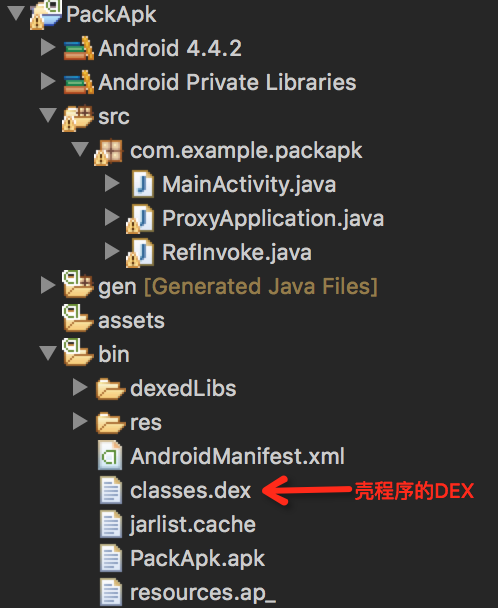 PackApk
Android 4.4.2
Android Private Libraries
src
com.example.packapk
MainActivity.java
ProxyApplication.java
RefInvoke.java
gen [Generated Java Files]
assets
bin
dexedLibs
res
AndroidManifest.xml
classes.dex 壳程序的DEX
jarlist.cache
PackApk.apk
resources.ap_